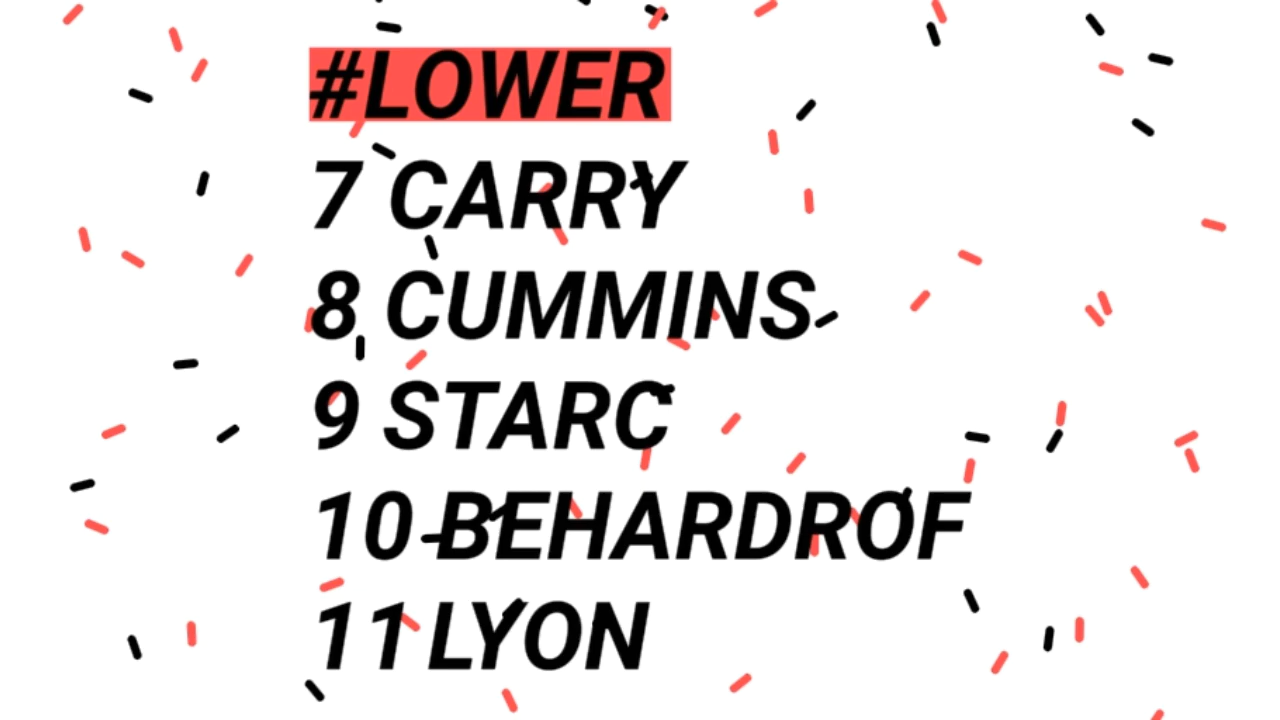 #LOWER
7 CARRY
8 CUMMINS
9 STARC
10 BEHARDROF
11 LYON